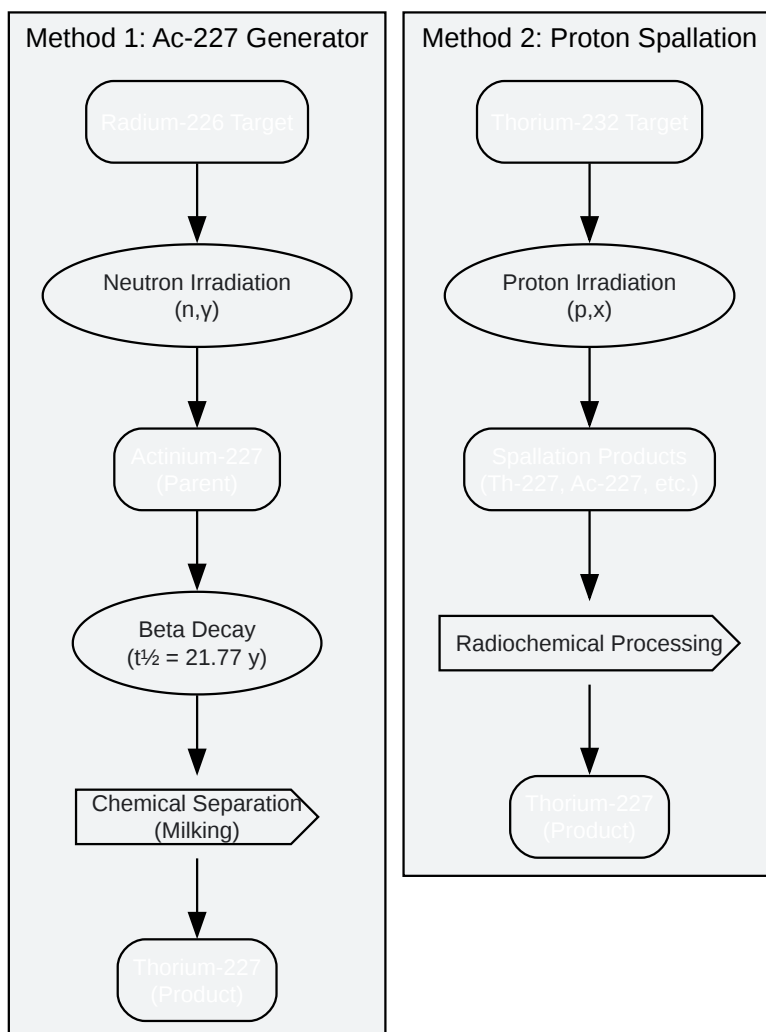 Method 1: Ac-227 Generator
Radium-226 Target
Neutron Irradiation
(n,γ)
Actinium-227
(Parent)
Beta Decay
(t½ = 21.77 y)
Chemical Separation
(Milking)
Thorium-227
(Product)
Method 2: Proton Spallation
Thorium-232 Target
Proton Irradiation
(p,x)
Spallation Products
(Th-227, Ac-227, etc.)
Radiochemical Processing
Thorium-227
(Product)